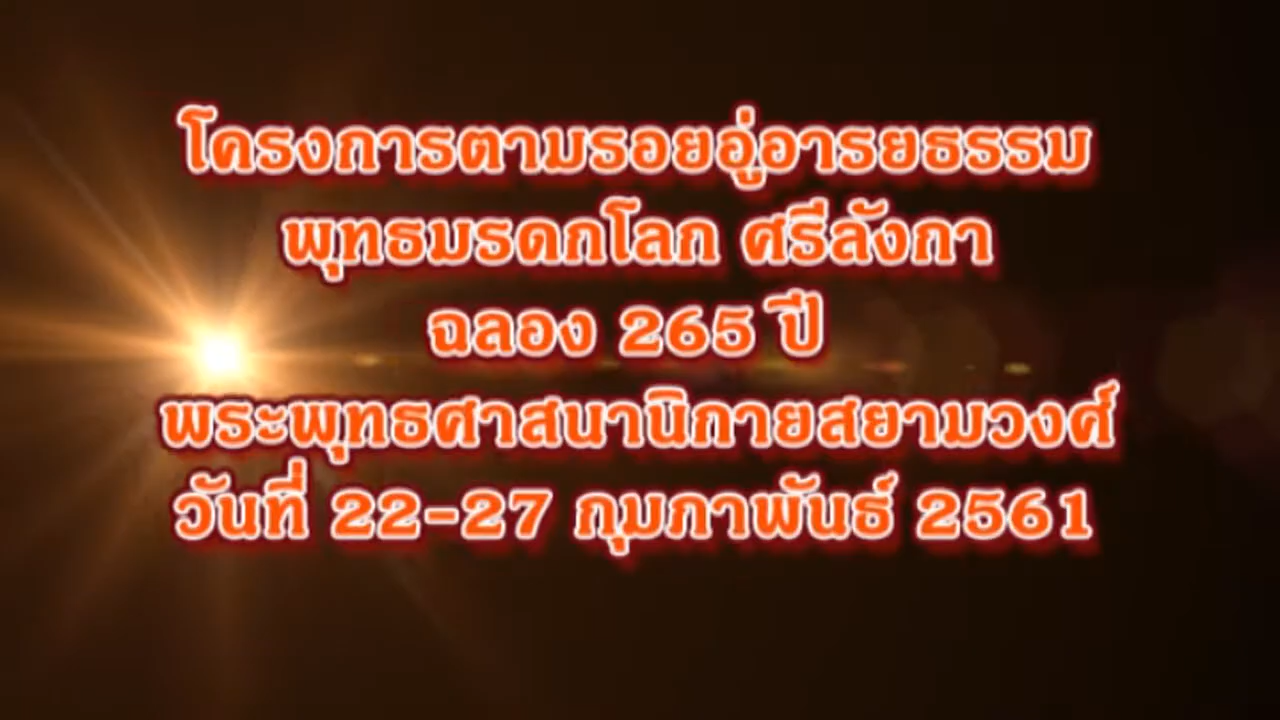 โครงการตามรอยอู่อารยธรรม
พุทธมรดกโลก ศรีลังกา
ฉลอง 265 ปี
พระพุทธศาสนานิกายสยามวงศ์
วันที่ 22-27 กุมภาพันธ์ 2561